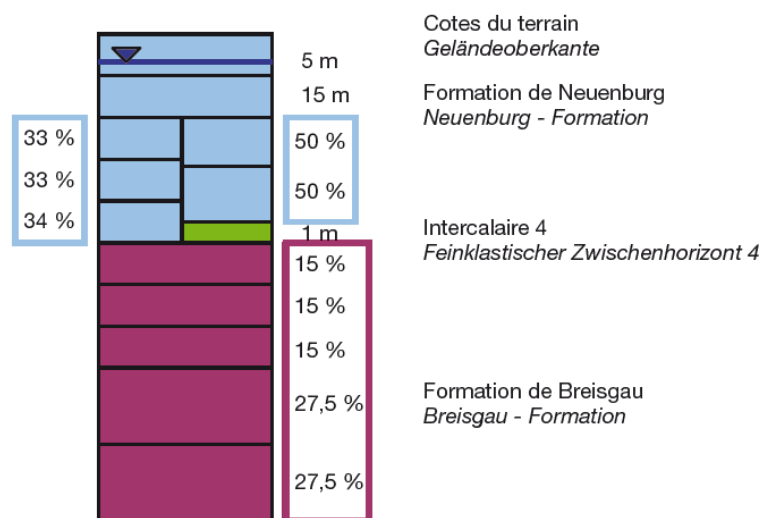 Cotes du terrain
Geländeoberkante
5 m
15 m
Formation de Neuenburg
Neuenburg - Formation
33 %
33 %
34 %
50 %
50 %
1 m
Intercalaire 4
Feinklastischer Zwischenhorizont 4
15 %
15 %
15 %
27,5 %
27,5 %
Formation de Breisgau
Breisgau - Formation